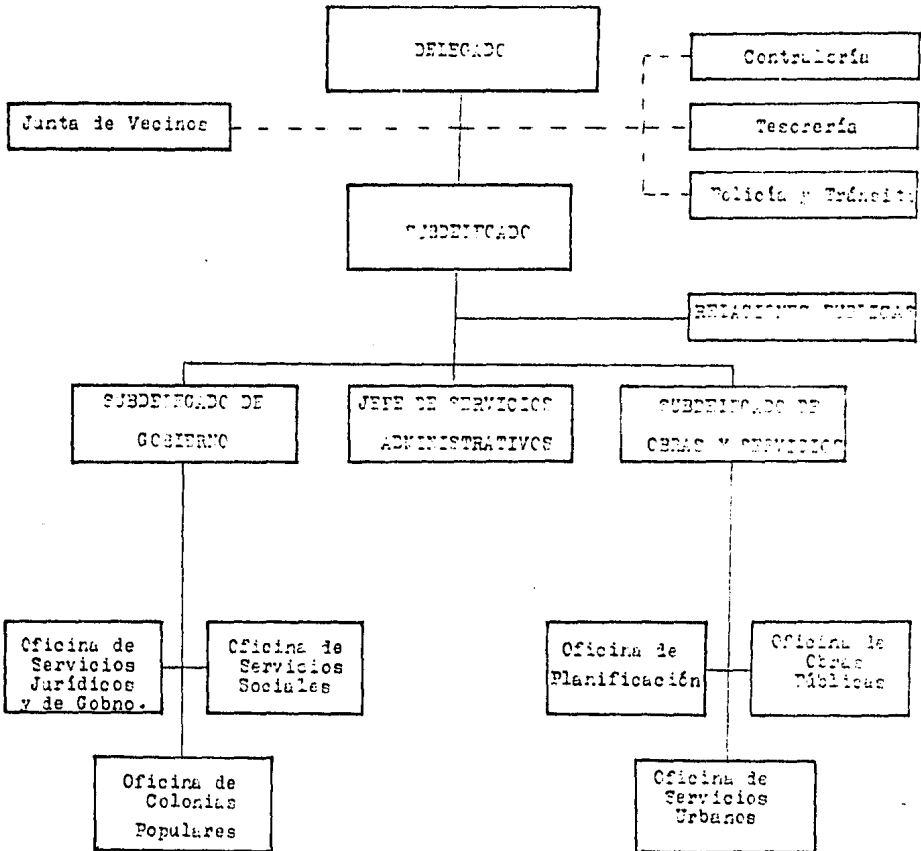 DELEGADO
Contraloría
Junta de Vecinos
Tesorería
Policía y Tránsito
SUBDELEGADO
RELACIONES PUBLICAS
SUBDELEGADO DE
GOBIERNO
JEFE DE SERVICIOS
ADMINISTRATIVOS
SUBDELEGADO DE
OBRAS Y SERVICIOS
Oficina de
Servicios
Jurídicos
y de Gobno.
Oficina de
Servicios
Sociales
Oficina de
Planificación
Oficina de
Obras
Públicas
Oficina de
Colonias
Populares
Oficina de
Servicios
Urbanos